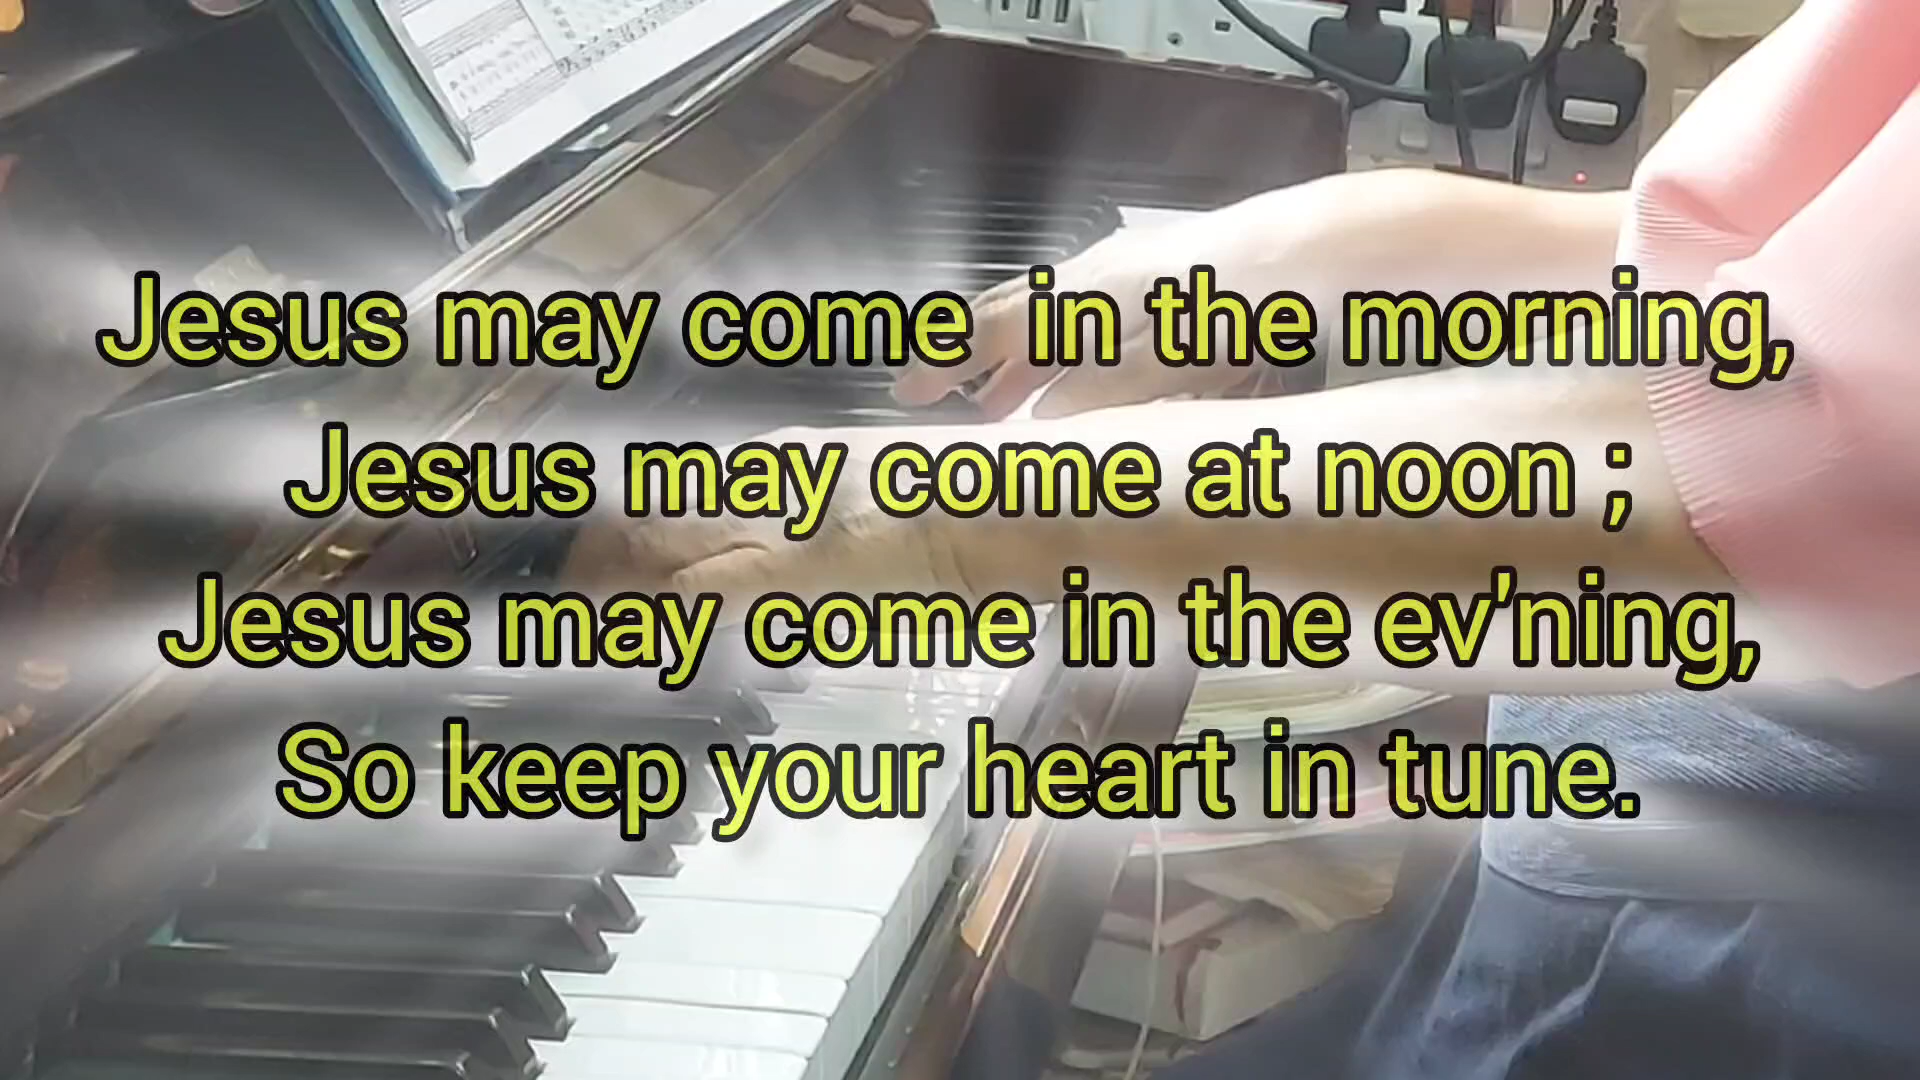 Jesus may come  in the morning,
Jesus may come at noon ;
Jesus may come in the ev'ning,
So keep your heart in tune.